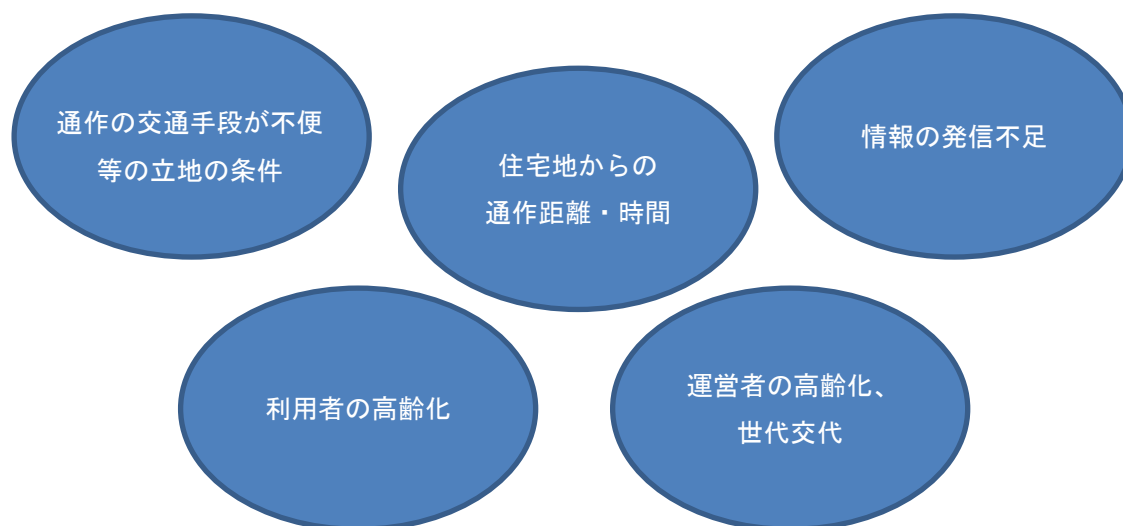 通作の交通手段が不便
等の立地の条件
住宅地からの
通作距離・時間
情報の発信不足
利用者の高齢化
運営者の高齢化、
世代交代